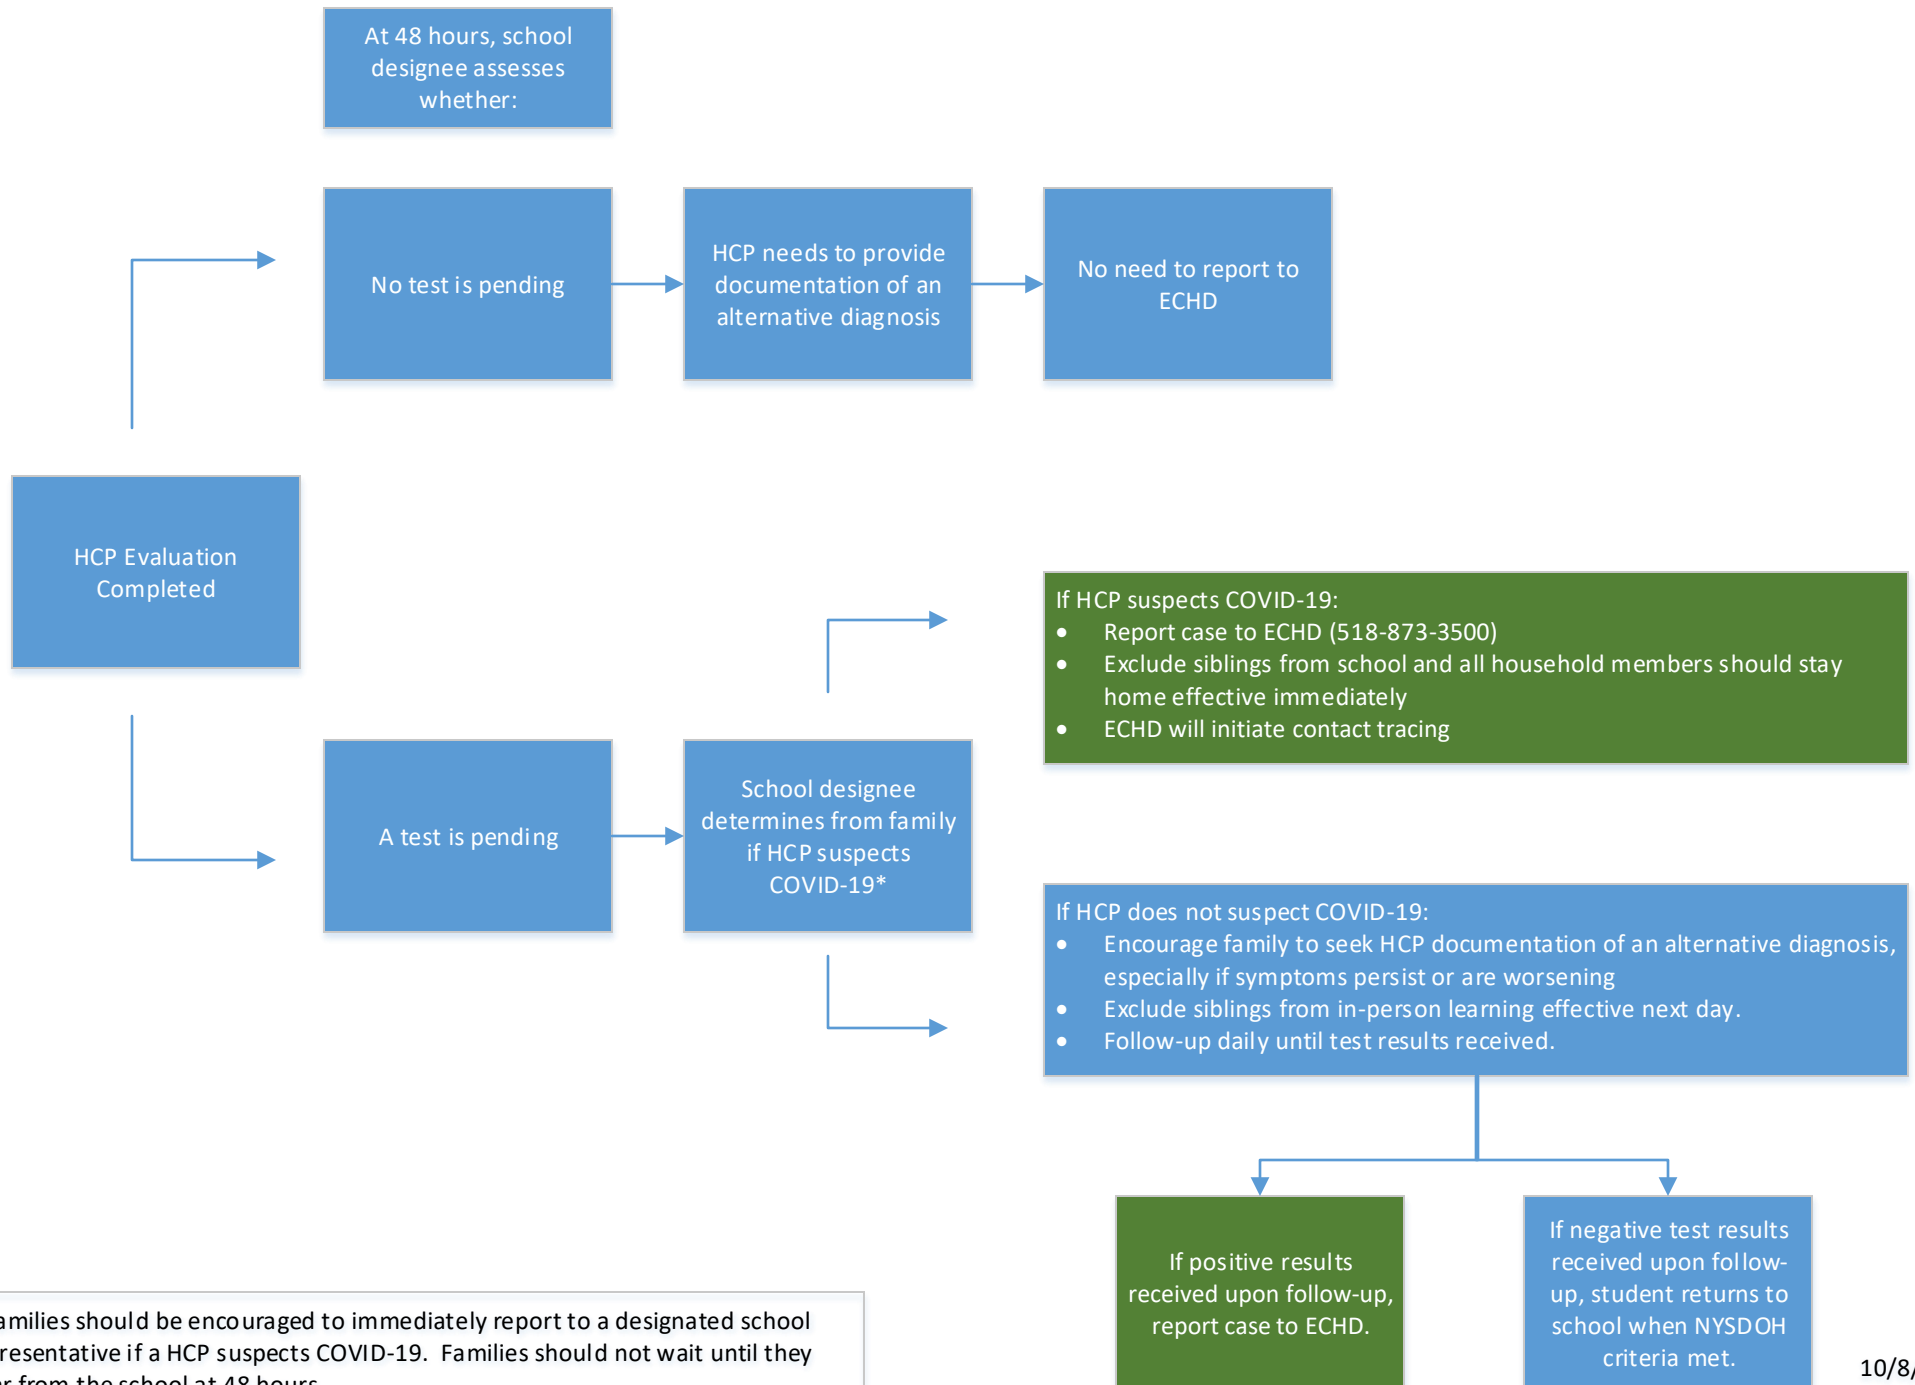 At 48 hours, school
designee assesses
whether:
No test is pending
HCP needs to provide
documentation of an
alternative diagnosis
No need to report to
ECHD
HCP Evaluation
Completed
If HCP suspects COVID-19:
• Report case to ECHD (518-873-3500)
• Exclude siblings from school and all household members should stay
home effective immediately
• ECHD will initiate contact tracing
A test is pending
School designee
determines from family
if HCP suspects
COVID-19*
If HCP does not suspect COVID-19:
• Encourage family to seek HCP documentation of an alternative diagnosis,
especially if symptoms persist or are worsening
• Exclude siblings from in-person learning effective next day.
• Follow-up daily until test results received.
If positive results
received upon follow-up,
report case to ECHD.
If negative test results
received upon follow-
up, student returns to
school when NYSDOH
criteria met.
amilies should be encouraged to immediately report to a designated school
resentative if a HCP suspects COVID-19. Families should not wait until they
r from the school at 48 hours
10/8/